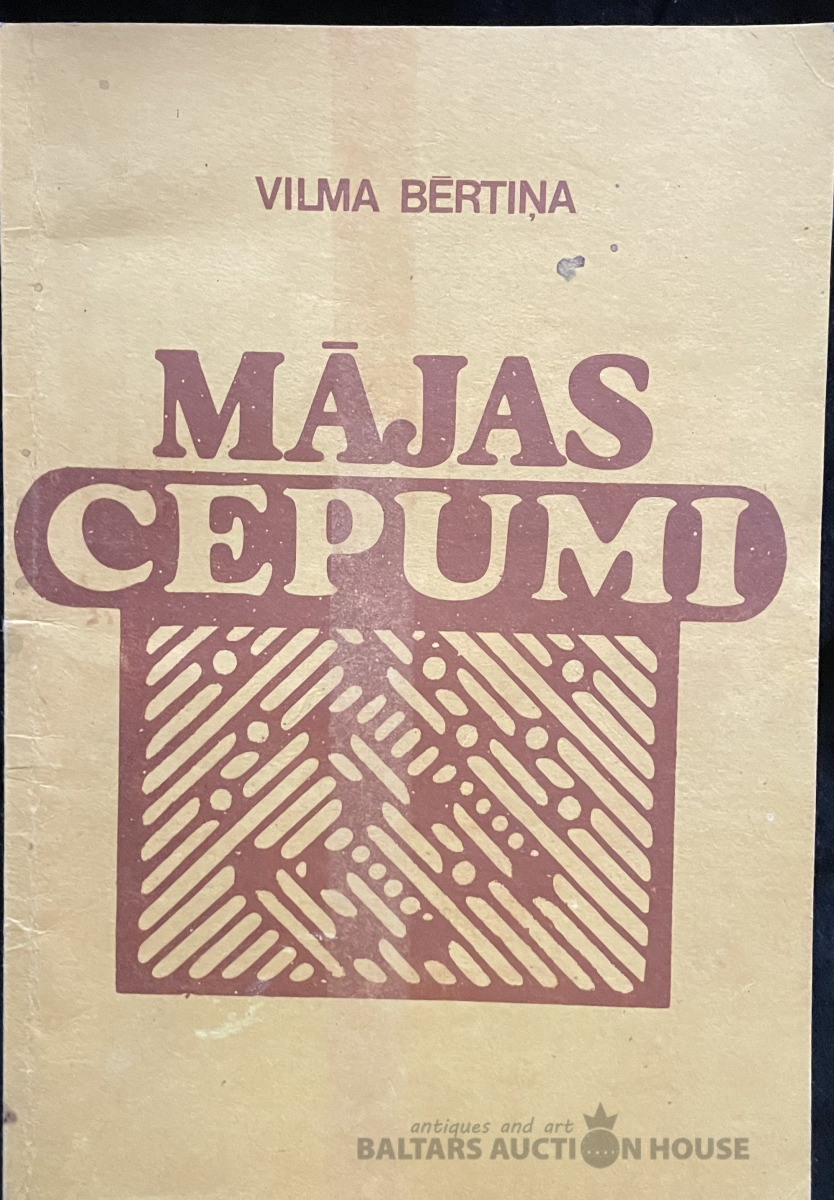 VILMA BĒRTIŅA
MĀJAS
CEPUMI
antiques and art
BALTARS AUCTION HOUSE